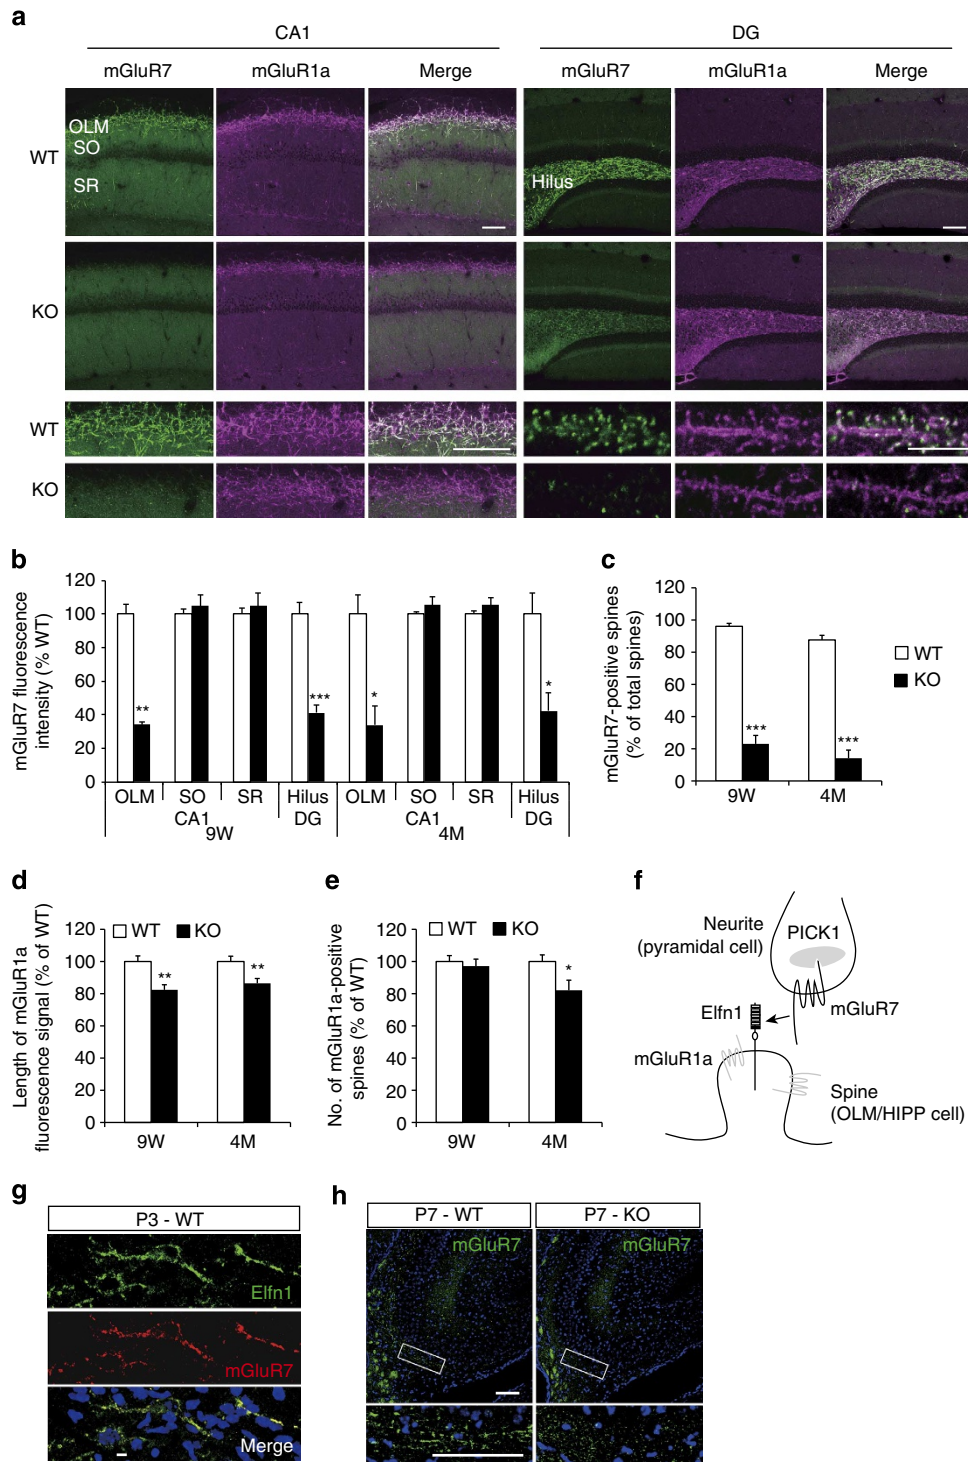 a
CA1
DG
mGluR7
mGluR1a
Merge
mGluR7
mGluR1a
Merge
WT
OLM
SO
SR
Hilus
KO
WT
KO
b
mGluR7 fluorescence
intensity (% WT)
120
100
80
60
40
20
0
**
***
*
*
OLM SO SR Hilus OLM SO SR Hilus
CA1 DG CA1 DG
9W 4M
c
mGluR7-positive spines
(% of total spines)
120
100
80
60
40
20
0
***
***
9W 4M
WT
KO
d
Length of mGluR1a
fluorescence signal (% of WT)
120
100
80
60
40
20
0
WT KO
**
**
9W 4M
e
No. of mGluR1a-positive
spines (% of WT)
120
100
80
60
40
20
0
WT KO
*
9W 4M
f
Neurite
(pyramidal cell)
PICK1
Elfn1
mGluR7
mGluR1a
Spine
(OLM/HIPP cell)
g
P3 - WT
Elfn1
mGluR7
Merge
h
P7 - WT
P7 - KO
mGluR7
mGluR7